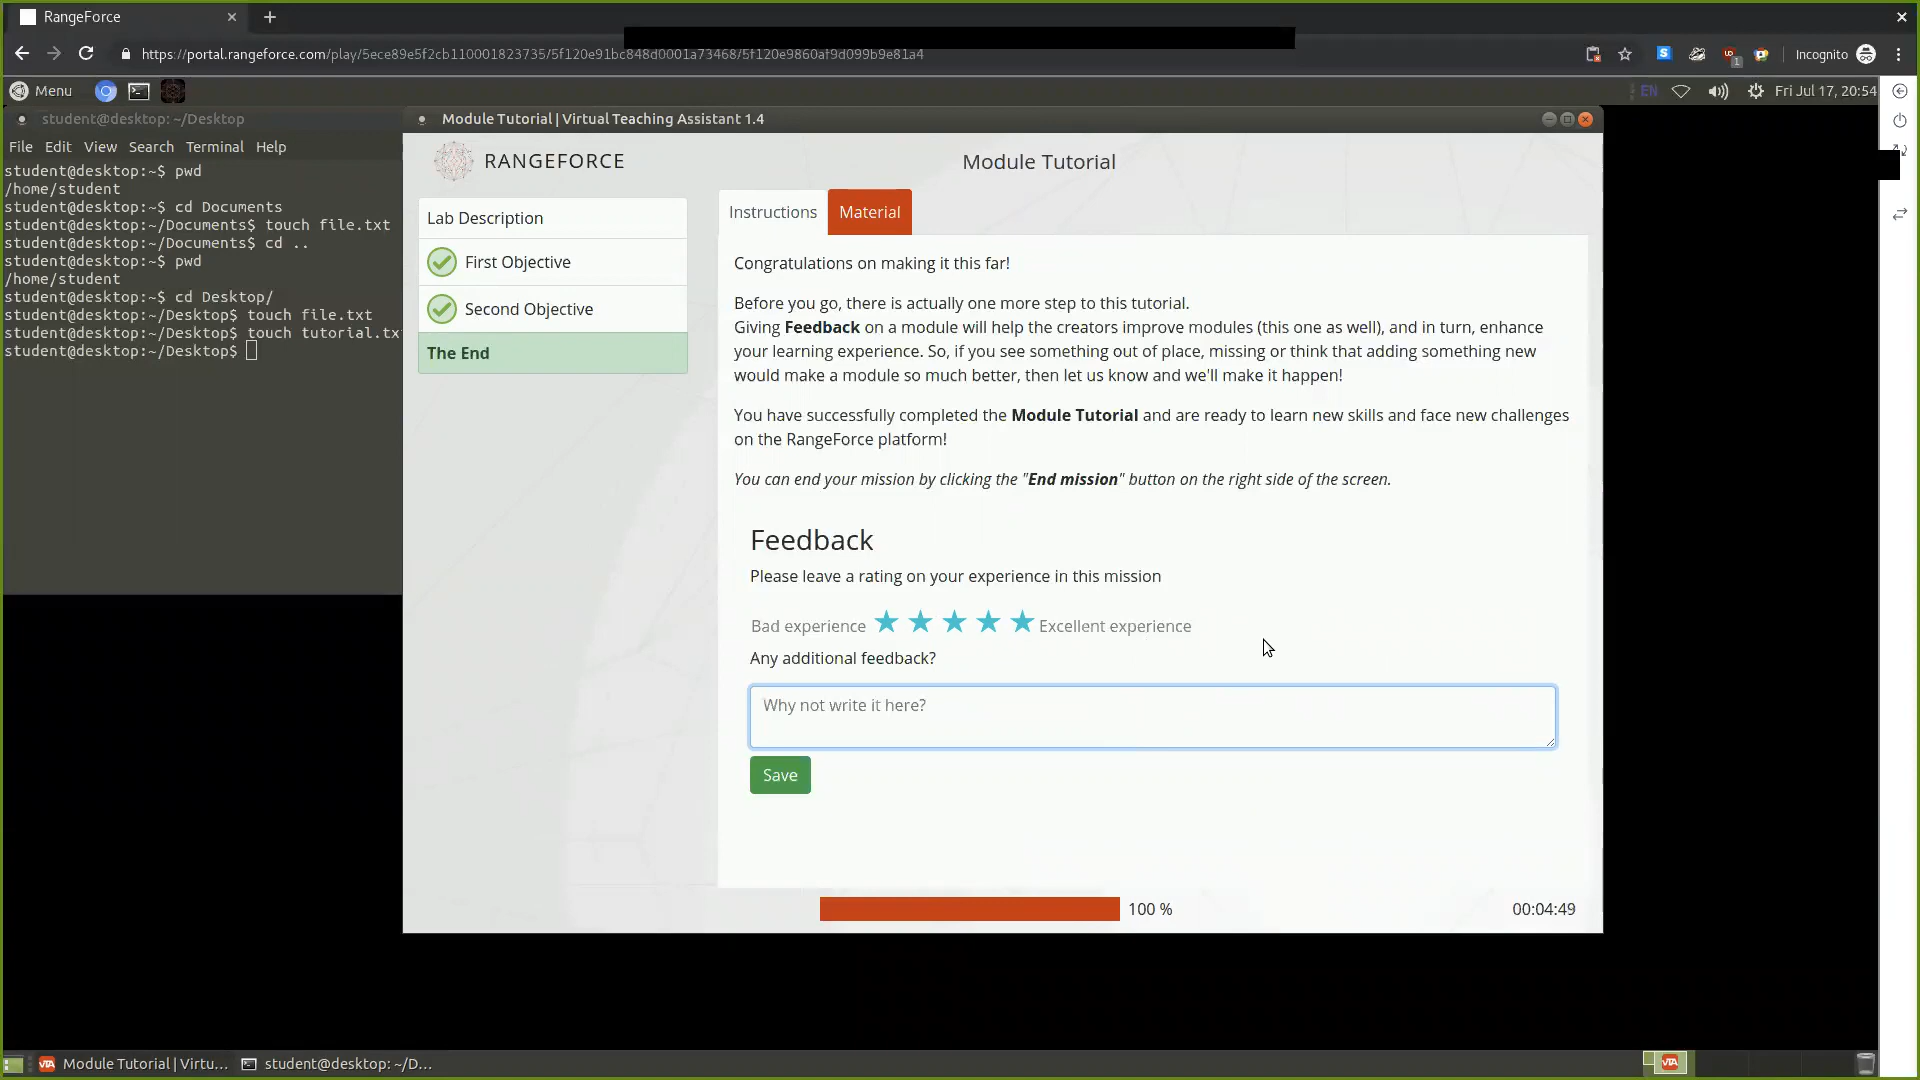 RangeForce
https://portal.rangeforce.com/play/5ece89e5f2cb110001823735/5f120e91bc848d0001a73468/5f120e9860af9d099b9e81a4
Incognito
Menu
EN
Fri Jul 17, 20:54
student@desktop: ~/Desktop
File Edit View Search Terminal Help
student@desktop:~$ pwd
/home/student
student@desktop:~$ cd Documents
student@desktop:~/Documents$ touch file.txt
student@desktop:~/Documents$ cd ..
student@desktop:~$ pwd
/home/student
student@desktop:~$ cd Desktop/
student@desktop:~/Desktop$ touch file.txt
student@desktop:~/Desktop$ touch tutorial.tx
student@desktop:~/Desktop$
Module Tutorial | Virtual Teaching Assistant 1.4
RANGEFORCE
Module Tutorial
Lab Description
First Objective
Second Objective
The End
Instructions
Material
Congratulations on making it this far!
Before you go, there is actually one more step to this tutorial.
Giving Feedback on a module will help the creators improve modules (this one as well), and in turn, enhance
your learning experience. So, if you see something out of place, missing or think that adding something new
would make a module so much better, then let us know and we'll make it happen!
You have successfully completed the Module Tutorial and are ready to learn new skills and face new challenges
on the RangeForce platform!
You can end your mission by clicking the "End mission" button on the right side of the screen.
Feedback
Please leave a rating on your experience in this mission
Bad experience ★ ★ ★ ★ ★ Excellent experience
Any additional feedback?
Why not write it here?
Save
100 %
00:04:49
VTA
Module Tutorial | Virtu...
student@desktop: ~/D...
VTA